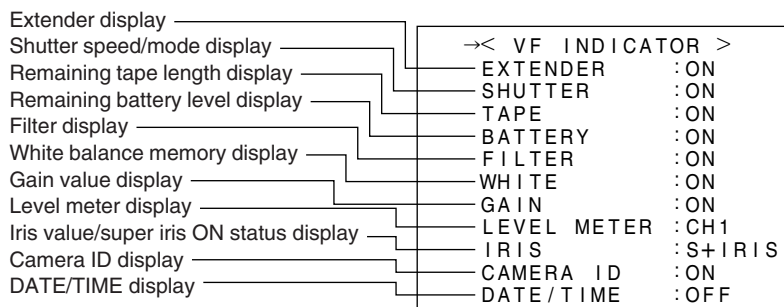 Extender display
Shutter speed/mode display
Remaining tape length display
Remaining battery level display
Filter display
White balance memory display
Gain value display
Level meter display
Iris value/super iris ON status display
Camera ID display
DATE/TIME display
→< VF INDICATOR >
EXTENDER :ON
SHUTTER :ON
TAPE :ON
BATTERY :ON
FILTER :ON
WHITE :ON
GAIN :ON
LEVEL METER :CH1
IRIS :S+IRIS
CAMERA ID :ON
DATE/TIME :OFF